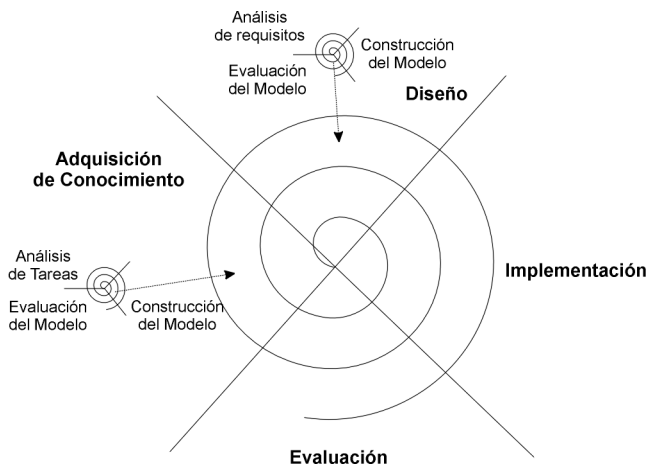 Análisis
de requisitos
Construcción
del Modelo
Evaluación
del Modelo
Diseño
Adquisición
de Conocimiento
Análisis
de Tareas
Evaluación
del Modelo
Construcción
del Modelo
Implementación
Evaluación